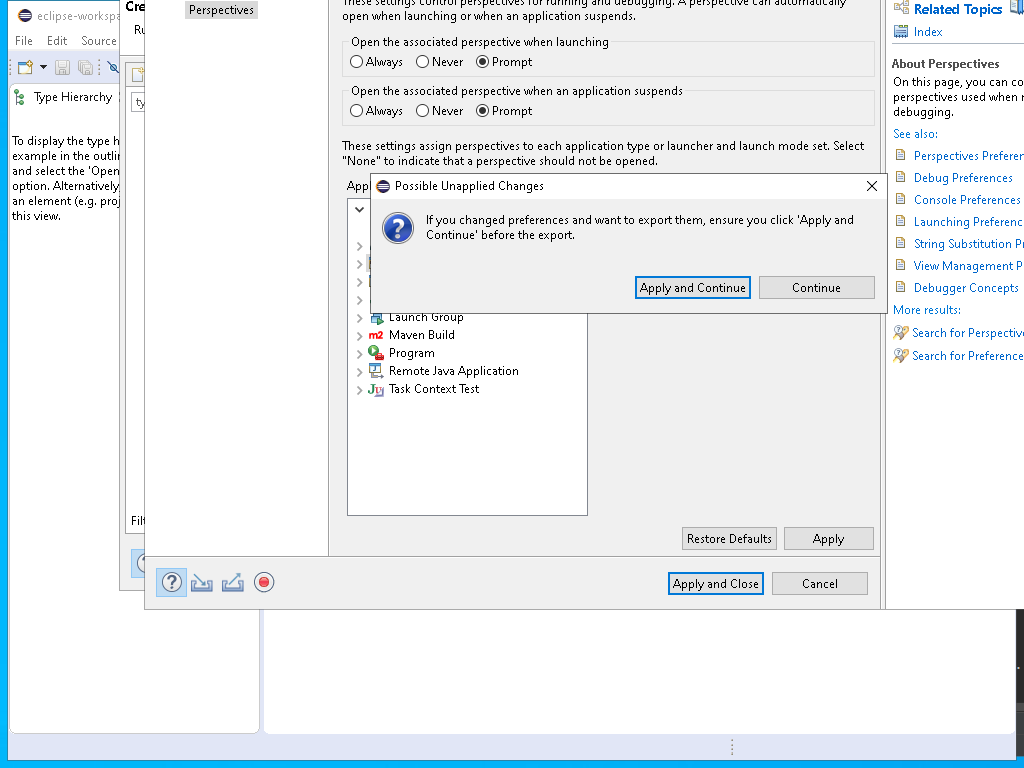 eclipse-workspa
File Edit Source
Type Hierarchy
To display the type h
example in the outli
and select the 'Open
option. Alternatively
an element (e.g. proj
this view.
Cre
Ru
ty
Filt
Perspectives
These settings control perspectives for running and debugging. A perspective can automatically
open when launching or when an application suspends.
Open the associated perspective when launching
Always Never Prompt
Open the associated perspective when an application suspends
Always Never Prompt
These settings assign perspectives to each application type or launcher and launch mode set. Select
"None" to indicate that a perspective should not be opened.
Appl
Possible Unapplied Changes
If you changed preferences and want to export them, ensure you click 'Apply and
Continue' before the export.
Apply and Continue Continue
Launch Group
m2 Maven Build
Program
Remote Java Application
Ju Task Context Test
Restore Defaults Apply
Apply and Close Cancel
Related Topics
Index
About Perspectives
On this page, you can co
perspectives used when r
debugging.
See also:
Perspectives Preferen
Debug Preferences
Console Preferences
Launching Preferenc
String Substitution Pr
View Management P
Debugger Concepts
More results:
Search for Perspective
Search for Preference